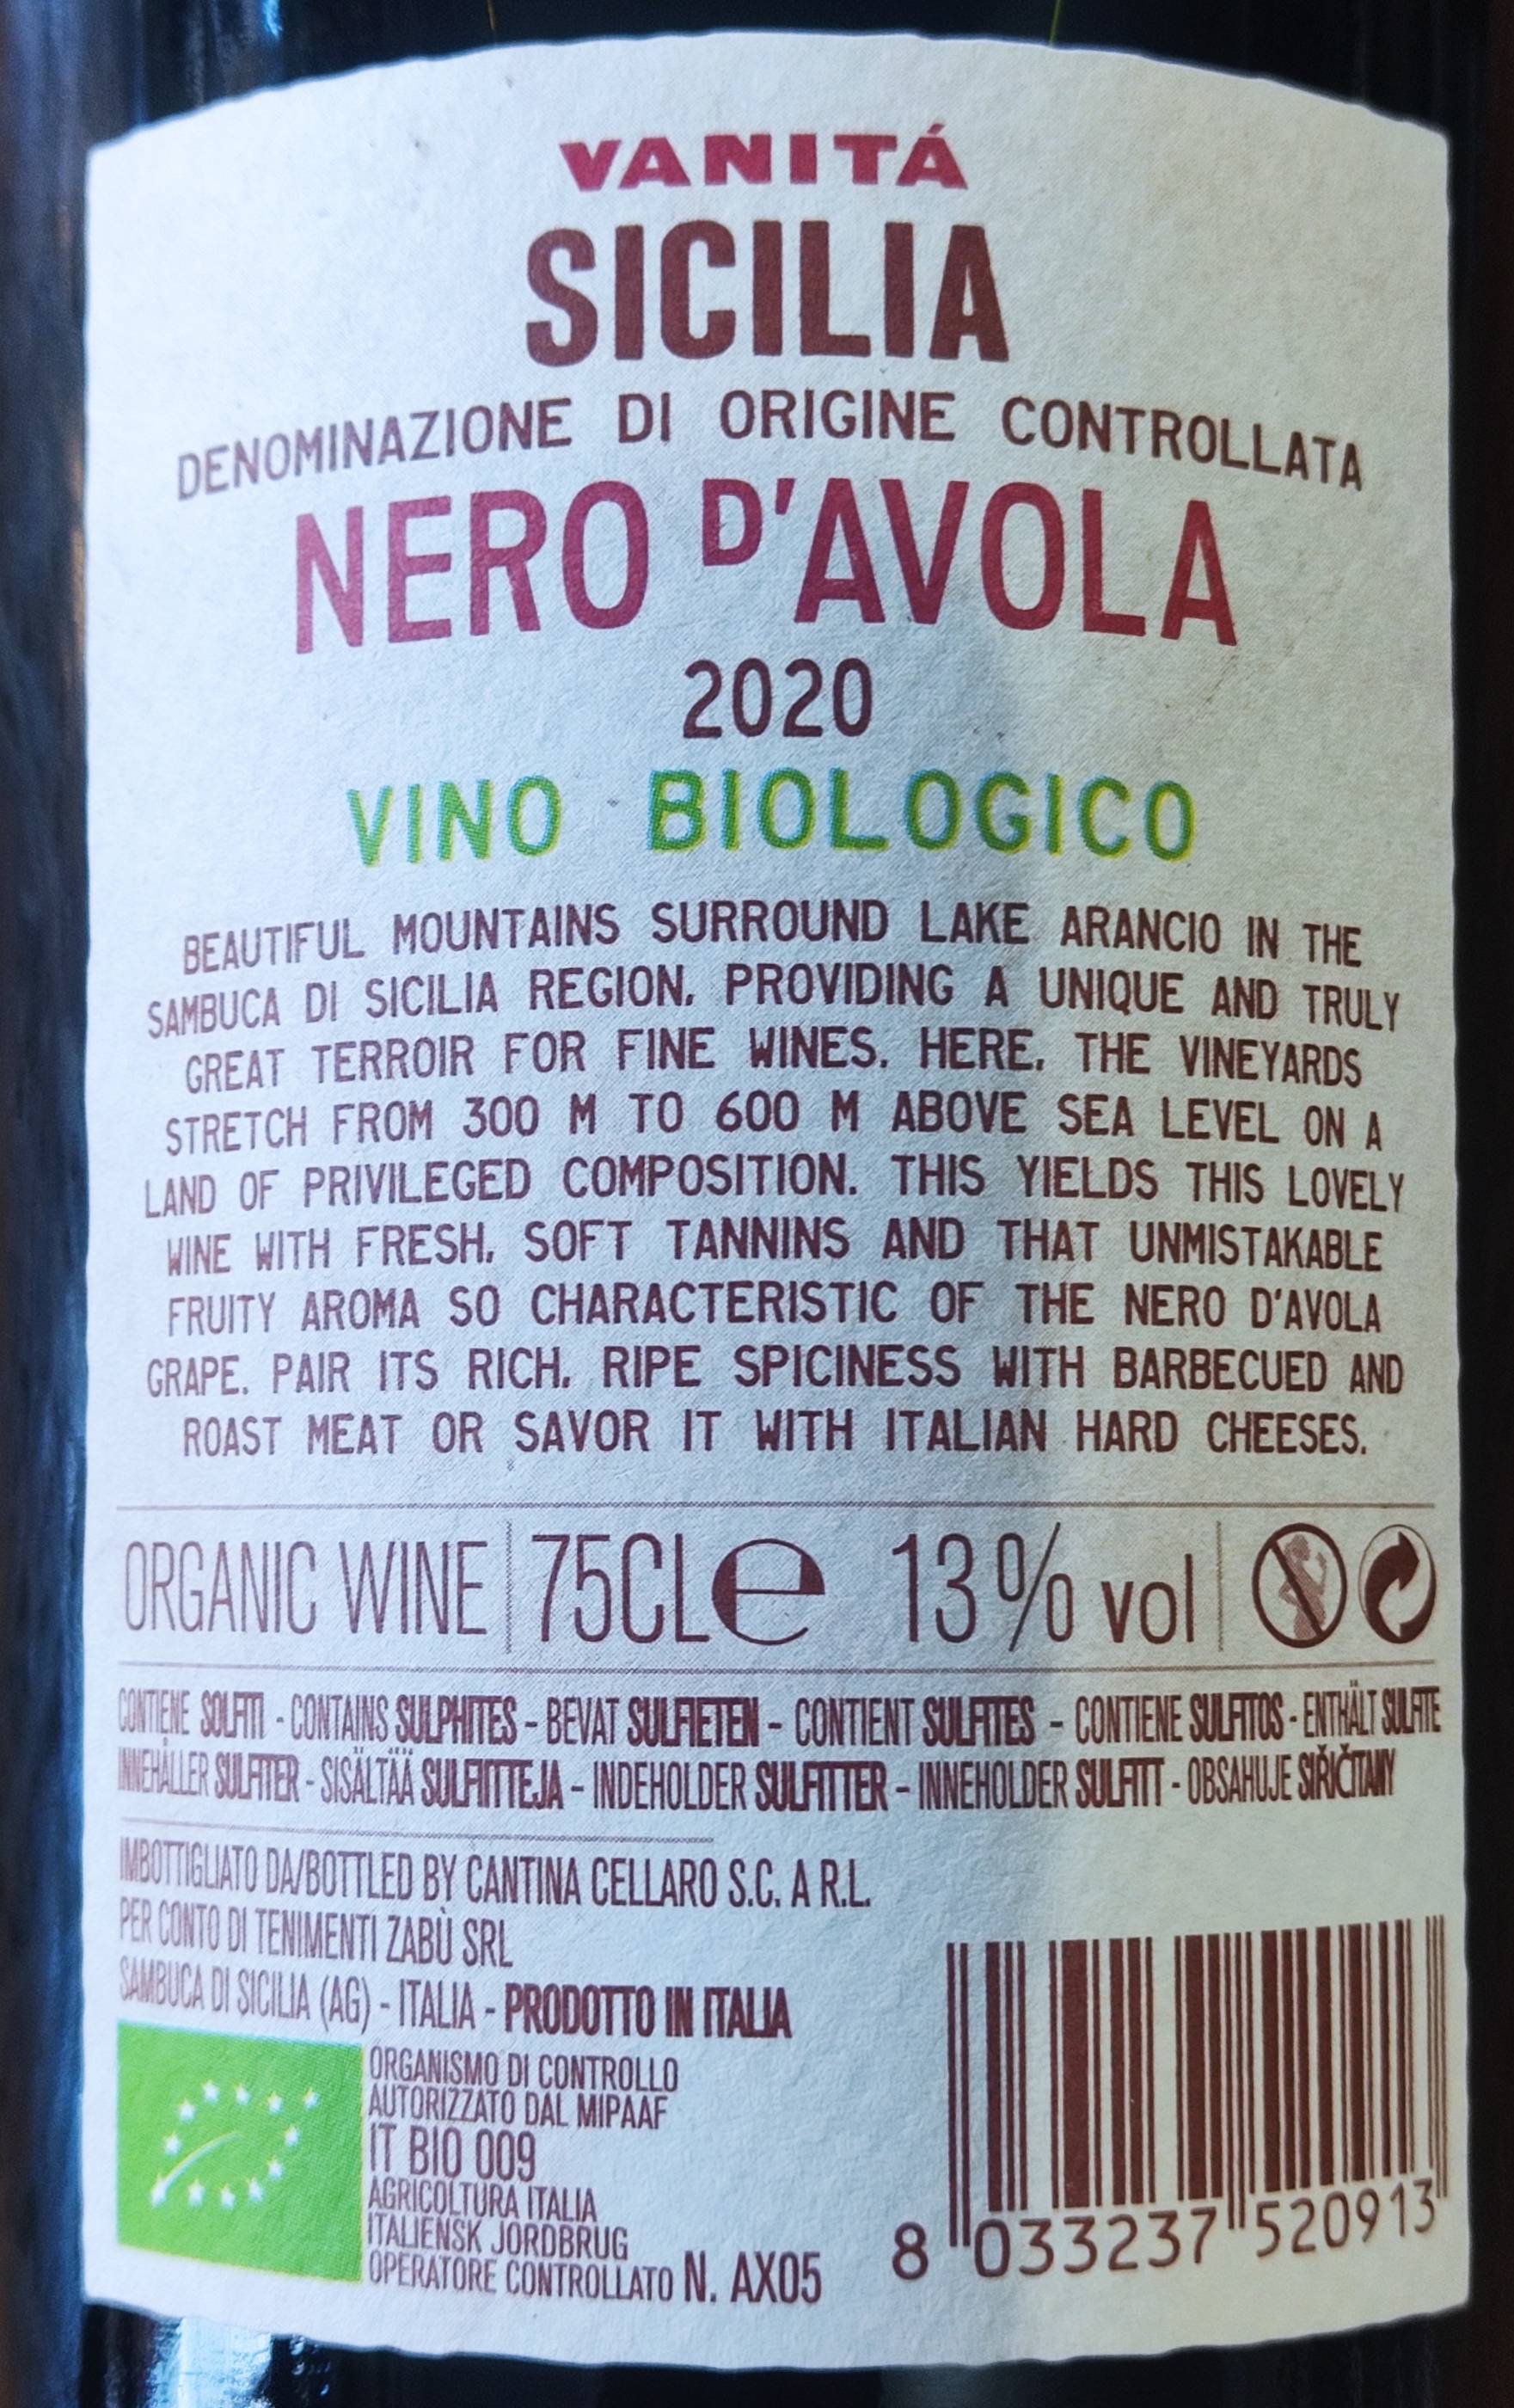 VANITÁ
SICILIA
DENOMINAZIONE DI ORIGINE CONTROLLATA
NERO D'AVOLA
2020
VINO BIOLOGICO
BEAUTIFUL MOUNTAINS SURROUND LAKE ARANCIO IN THE
SAMBUCA DI SICILIA REGION, PROVIDING A UNIQUE AND TRULY
GREAT TERROIR FOR FINE WINES. HERE, THE VINEYARDS
STRETCH FROM 300 M TO 600 M ABOVE SEA LEVEL ON A
LAND OF PRIVILEGED COMPOSITION. THIS YIELDS THIS LOVELY
WINE WITH FRESH, SOFT TANNINS AND THAT UNMISTAKABLE
FRUITY AROMA SO CHARACTERISTIC OF THE NERO D'AVOLA
GRAPE. PAIR ITS RICH, RIPE SPICINESS WITH BARBECUED AND
ROAST MEAT OR SAVOR IT WITH ITALIAN HARD CHEESES.
ORGANIC WINE | 75CL e 13% vol
CONTIENE SOLFITI - CONTAINS SULPHITES - BEVAT SULFIETEN - CONTIENT SULFITES - CONTIENE SULFITOS - ENTHÄLT SULFITE
INNEHÅLLER SULFITER - SISÄLTÄÄ SULFIITTEJA - INDEHOLDER SULFITTER - INNEHOLDER SULFITT - OBSAHUJE SIŘIČITANY
IMBOTTIGLIATO DA/BOTTLED BY CANTINA CELLARO S.C. A R.L.
PER CONTO DI TENIMENTI ZABÙ SRL
SAMBUCA DI SICILIA (AG) - ITALIA - PRODOTTO IN ITALIA
ORGANISMO DI CONTROLLO
AUTORIZZATO DAL MIPAAF
IT BIO 009
AGRICOLTURA ITALIA
ITALIENSK JORDBRUG
OPERATORE CONTROLLATO N. AX05
8 033237 520913